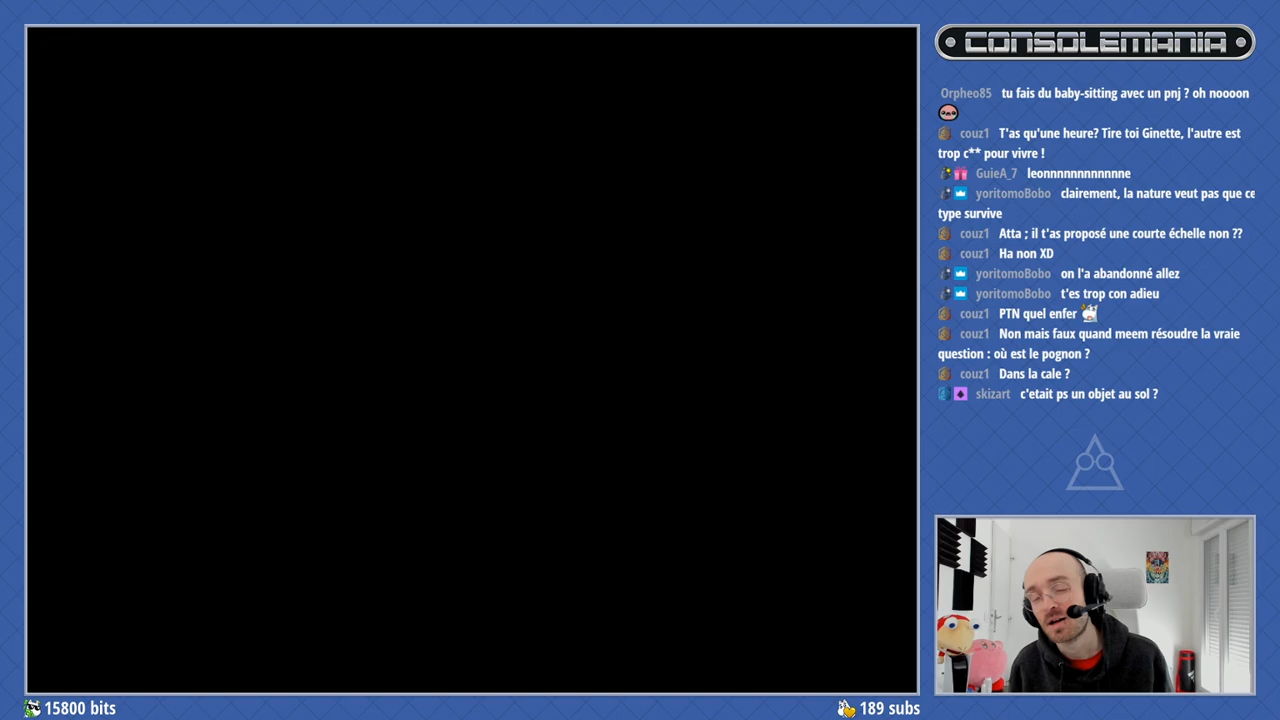 CONSOLEMANIA
Orpheo85 tu fais du baby-sitting avec un pnj ? oh noooon
couz1 T'as qu'une heure? Tire toi Ginette, l'autre est
trop c** pour vivre !
GuieA_7 leonnnnnnnnnnnne
yoritomoBobo clairement, la nature veut pas que ce
type survive
couz1 Atta ; il t'as proposé une courte échelle non ??
couz1 Ha non XD
yoritomoBobo on l'a abandonné allez
yoritomoBobo t'es trop con adieu
couz1 PTN quel enfer
couz1 Non mais faux quand meem résoudre la vraie
question : où est le pognon ?
couz1 Dans la cale ?
skizart c'etait ps un objet au sol ?
15800 bits
189 subs